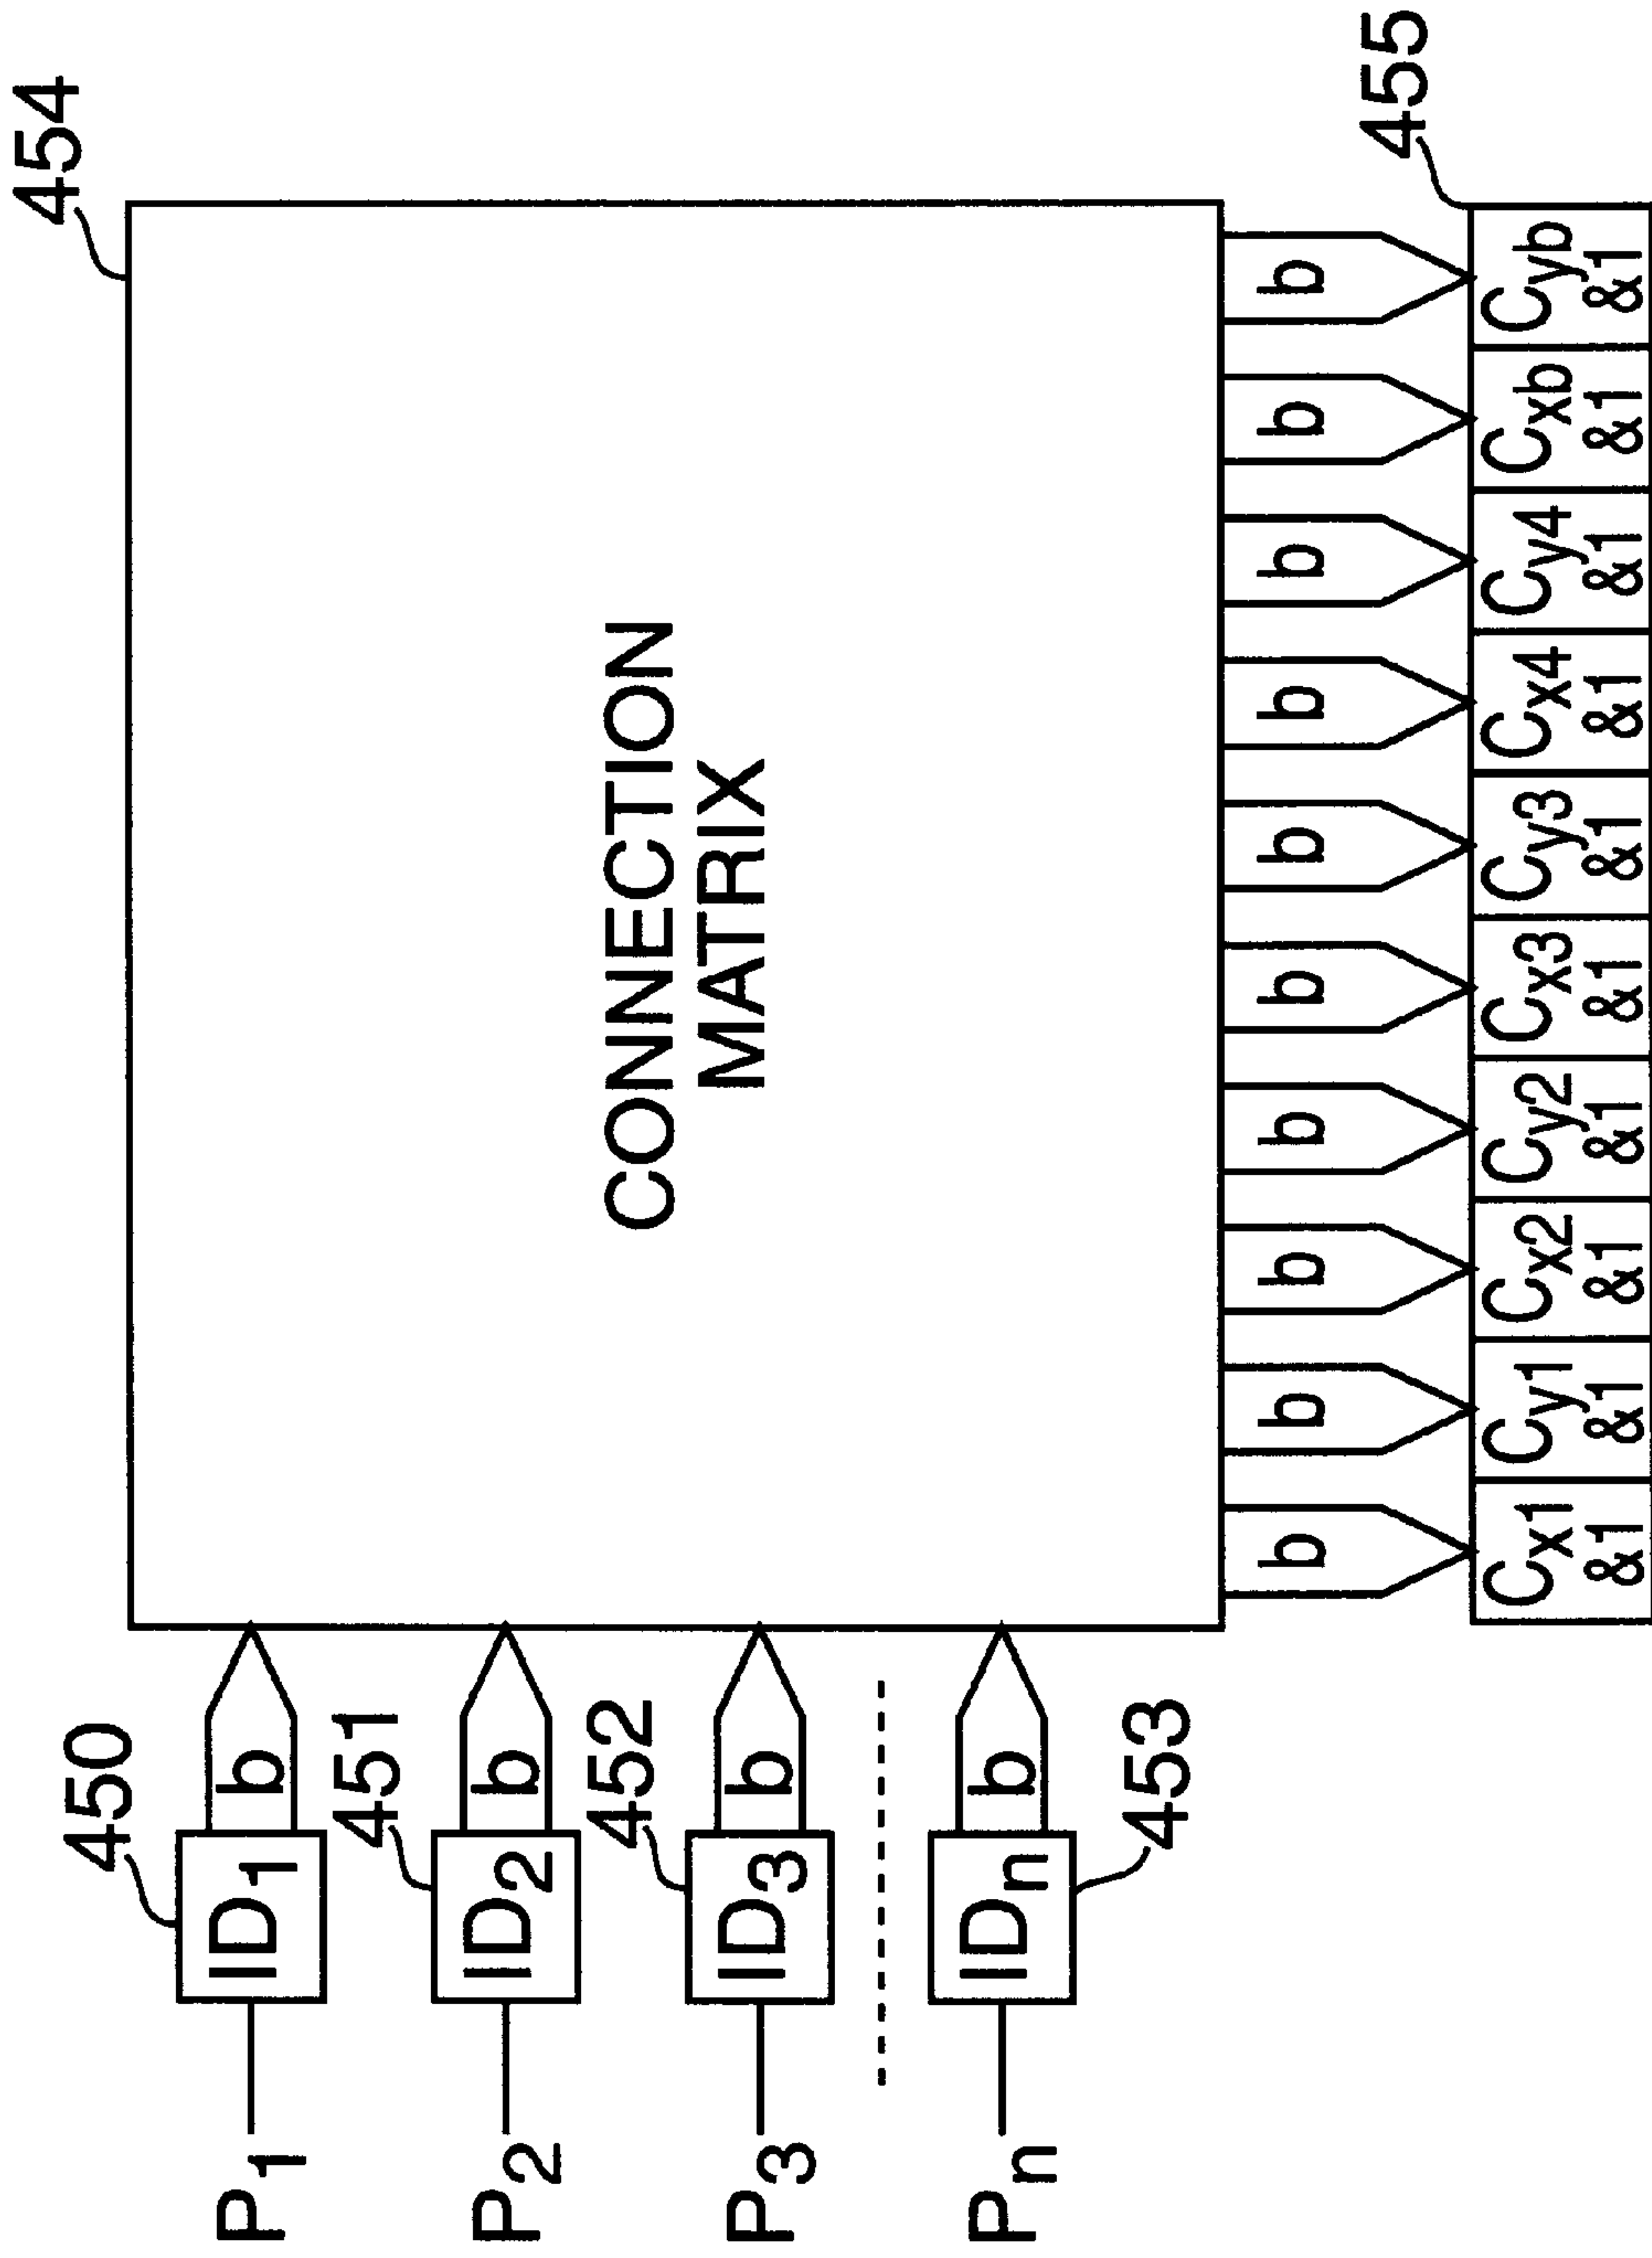 454
450
P1 ID1 b
451
P2 ID2 b
CONNECTION
MATRIX
452
P3 ID3 b
Pn IDn b
453
b b b b b b b b b b
455
Cx1 Cy1 Cx2 Cy2 Cx3 Cy3 Cx4 Cy4 Cxb Cyb
&1 &1 &1 &1 &1 &1 &1 &1 &1 &1